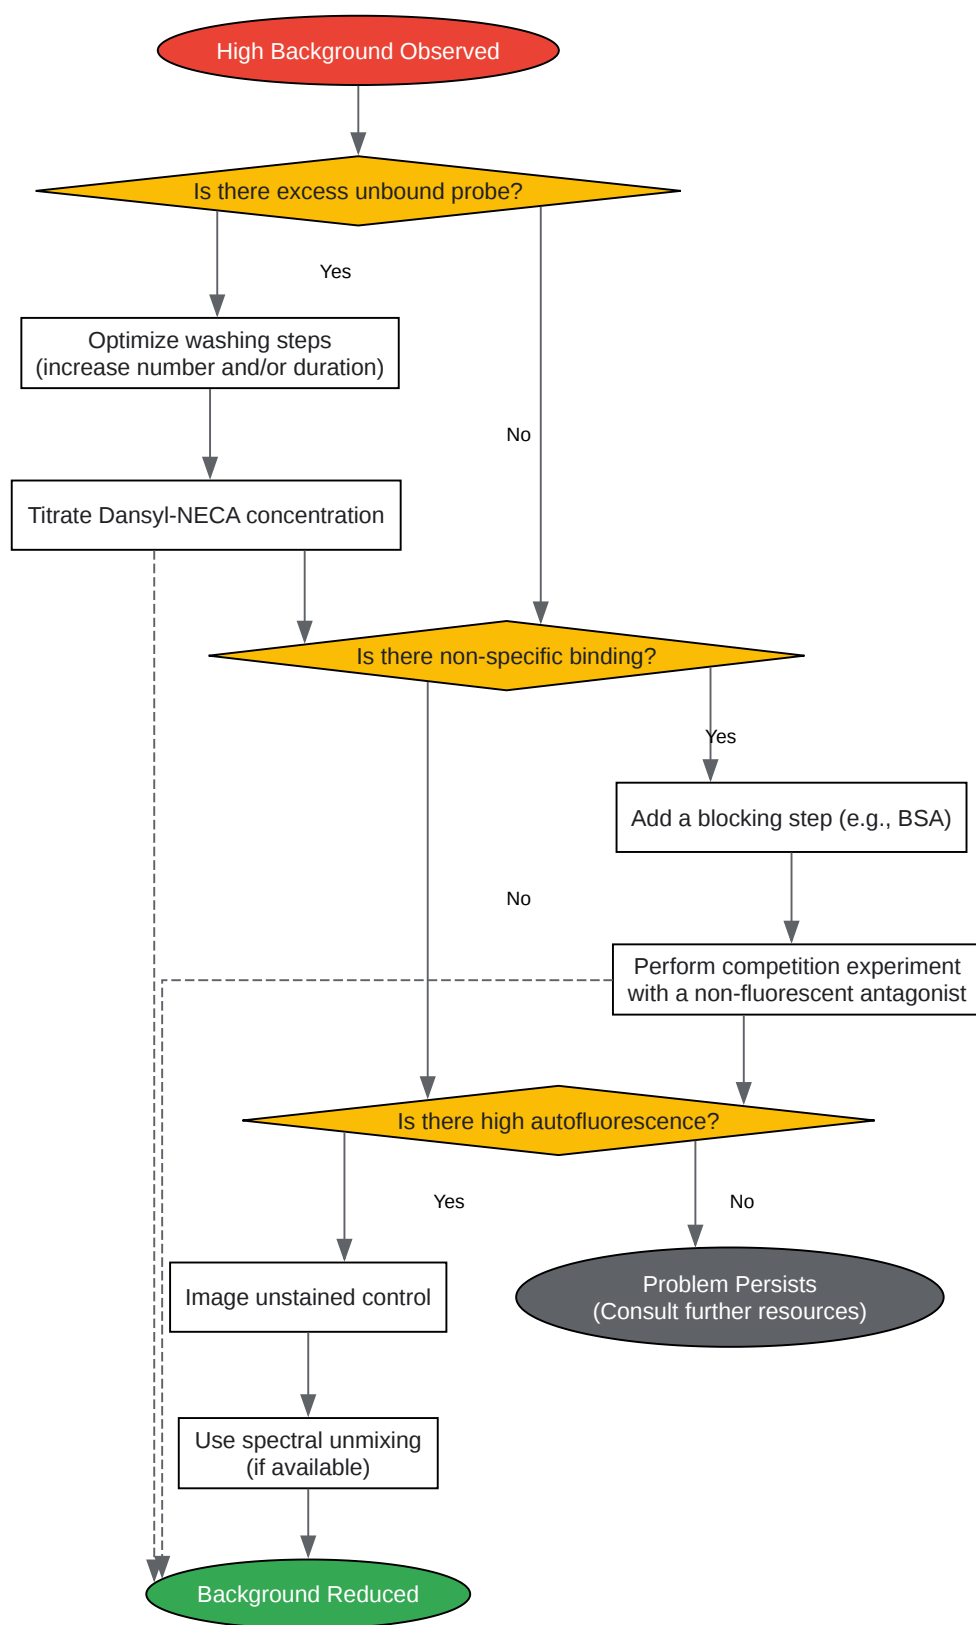 High Background Observed
Is there excess unbound probe?
Yes
Optimize washing steps
(increase number and/or duration)
No
Titrate Dansyl-NECA concentration
Is there non-specific binding?
Yes
Add a blocking step (e.g., BSA)
No
Perform competition experiment
with a non-fluorescent antagonist
Is there high autofluorescence?
Yes
No
Image unstained control
Problem Persists
(Consult further resources)
Use spectral unmixing
(if available)
Background Reduced